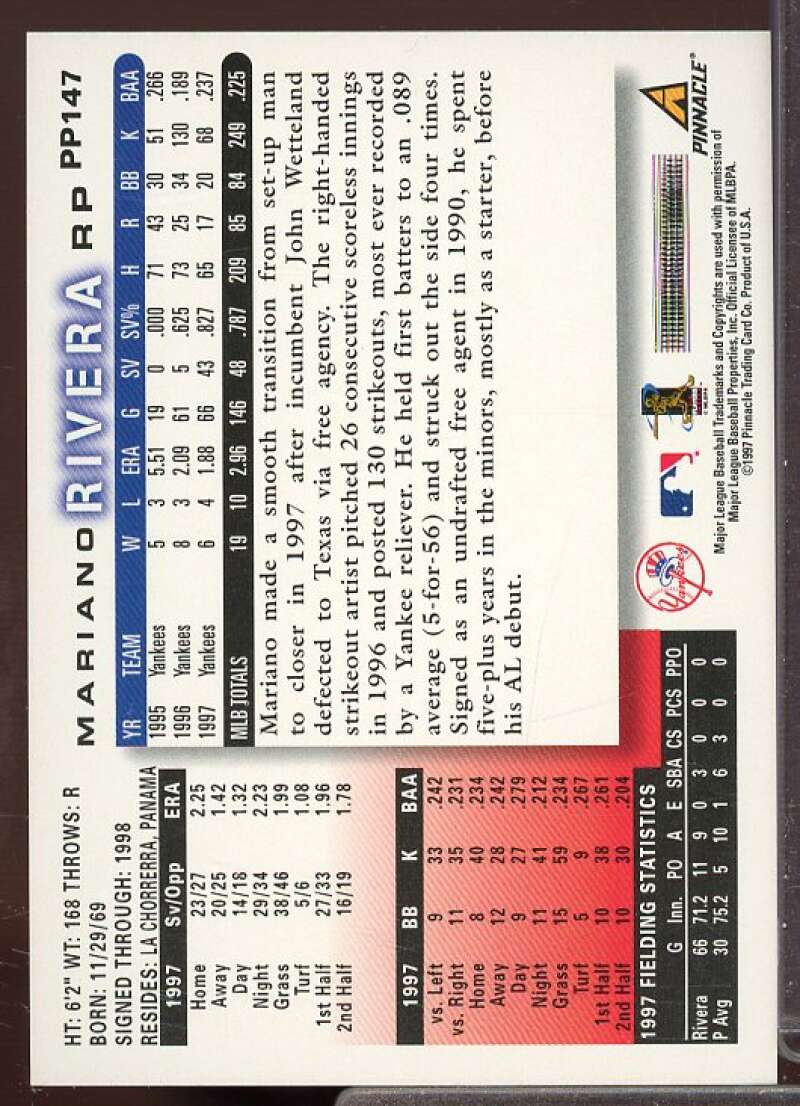 MARIANO RIVERA RP PP147
YR TEAM W L ERA G SV SV% H R BB K BAA
1995 Yankees 5 3 5.51 19 0 .000 71 43 30 51 .266
1996 Yankees 8 3 2.09 61 5 .625 73 25 34 130 .189
1997 Yankees 6 4 1.88 66 43 .827 65 17 20 68 .237
MLB TOTALS 19 10 2.96 146 48 .787 209 85 84 249 .225
Mariano made a smooth transition from set-up man
to closer in 1997 after incumbent John Wetteland
defected to Texas via free agency. The right-handed
strikeout artist pitched 26 consecutive scoreless innings
in 1996 and posted 130 strikeouts, most ever recorded
by a Yankee reliever. He held first batters to an .089
average (5-for-56) and struck out the side four times.
Signed as an undrafted free agent in 1990, he spent
five-plus years in the minors, mostly as a starter, before
his AL debut.
HT: 6'2" WT: 168 THROWS: R
BORN: 11/29/69
SIGNED THROUGH: 1998
RESIDES: LA CHORRERRA, PANAMA
1997 Sv/Opp ERA
Home 23/27 2.25
Away 20/25 1.42
Day 14/18 1.32
Night 29/34 2.23
Grass 38/46 1.99
Turf 5/6 1.08
1st Half 27/33 1.96
2nd Half 16/19 1.78
1997 BB K BAA
vs. Left 9 33 .242
vs. Right 11 35 .231
Home 8 40 .234
Away 12 28 .242
Day 9 27 .279
Night 11 41 .212
Grass 15 59 .234
Turf 5 9 .267
1st Half 10 38 .261
2nd Half 10 30 .204
1997 FIELDING STATISTICS
G Inn. PO A E SBA CS PCS PPO
Rivera 66 71.2 11 9 0 3 0 0 0
P Avg 30 75.2 5 10 1 6 3 0 0
Yankees
PINNACLE®
Major League Baseball Trademarks and Copyrights are used with permission of
Major League Baseball Properties, Inc. Official Licensee of MLBPA.
©1997 Pinnacle Trading Card Co. Product of U.S.A.